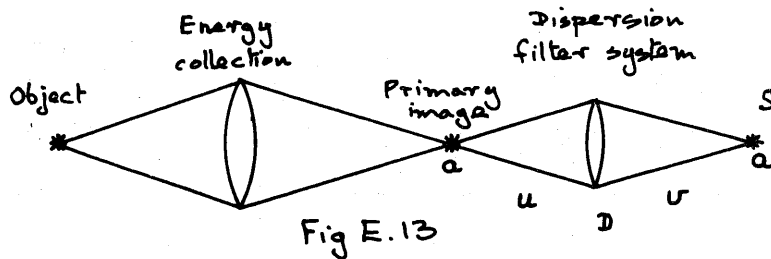 Energy
collection
Dispersion
filter system
Object
Primary
image
S
a
a
u
D
v
Fig E.13